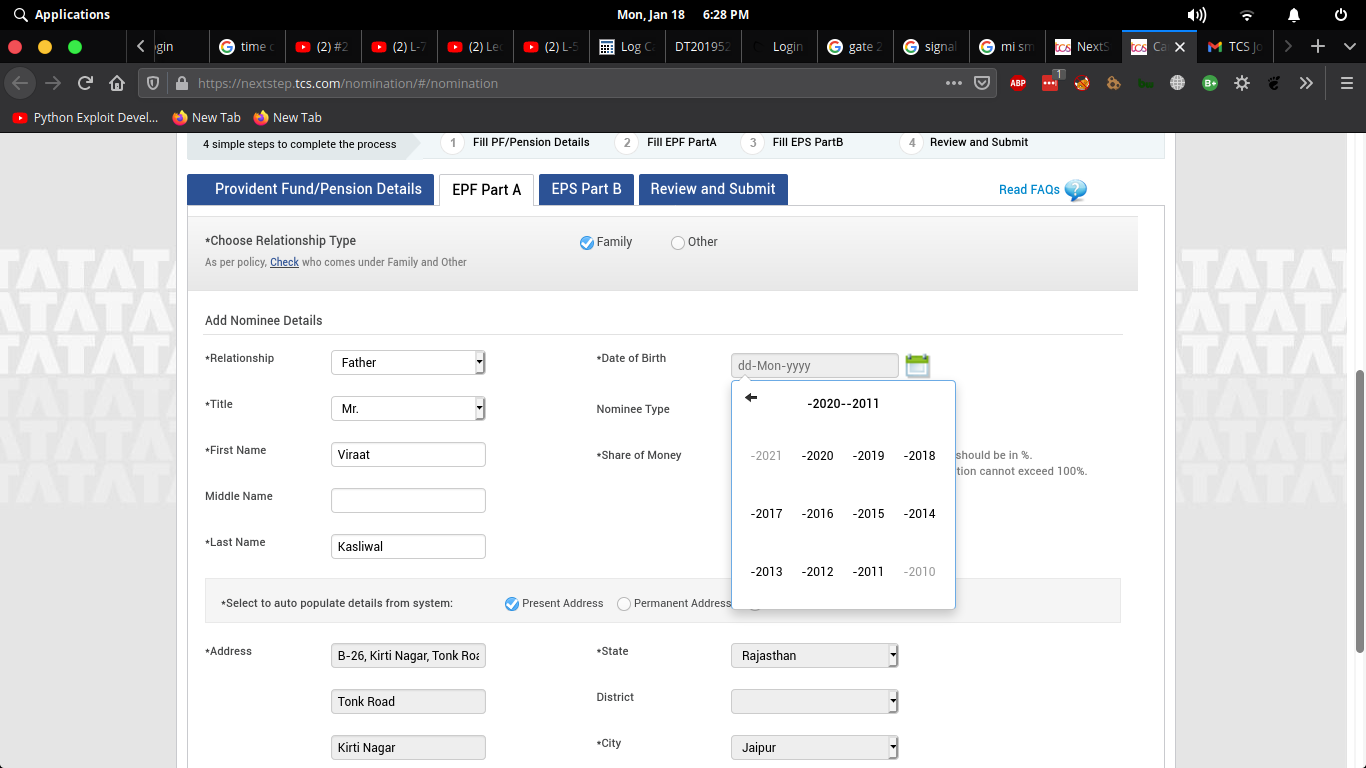 Applications
Mon, Jan 18 6:28 PM
gin
time c
(2) #2
(2) L-7
(2) Lec
(2) L-5
Log C
DT201952
Login
gate 2
signal
mi sm
NextS
Ca
TCS Jo
https://nextstep.tcs.com/nomination/#/nomination
ABP
1
B+
Python Exploit Devel...
New Tab
New Tab
4 simple steps to complete the process
1 Fill PF/Pension Details
2 Fill EPF PartA
3 Fill EPS PartB
4 Review and Submit
Provident Fund/Pension Details
EPF Part A
EPS Part B
Review and Submit
Read FAQs ?
*Choose Relationship Type
Family
Other
As per policy, Check who comes under Family and Other
Add Nominee Details
*Relationship Father
*Date of Birth dd-Mon-yyyy
-2020--2011
-2021 -2020 -2019 -2018
-2017 -2016 -2015 -2014
-2013 -2012 -2011 -2010
*Title Mr.
Nominee Type
*First Name Viraat
*Share of Money
should be in %.
tion cannot exceed 100%.
Middle Name
*Last Name Kasliwal
*Select to auto populate details from system:
Present Address
Permanent Address
*Address B-26, Kirti Nagar, Tonk Roa
*State Rajasthan
Tonk Road
District
Kirti Nagar
*City Jaipur
TATATA
TATATA
TATATA